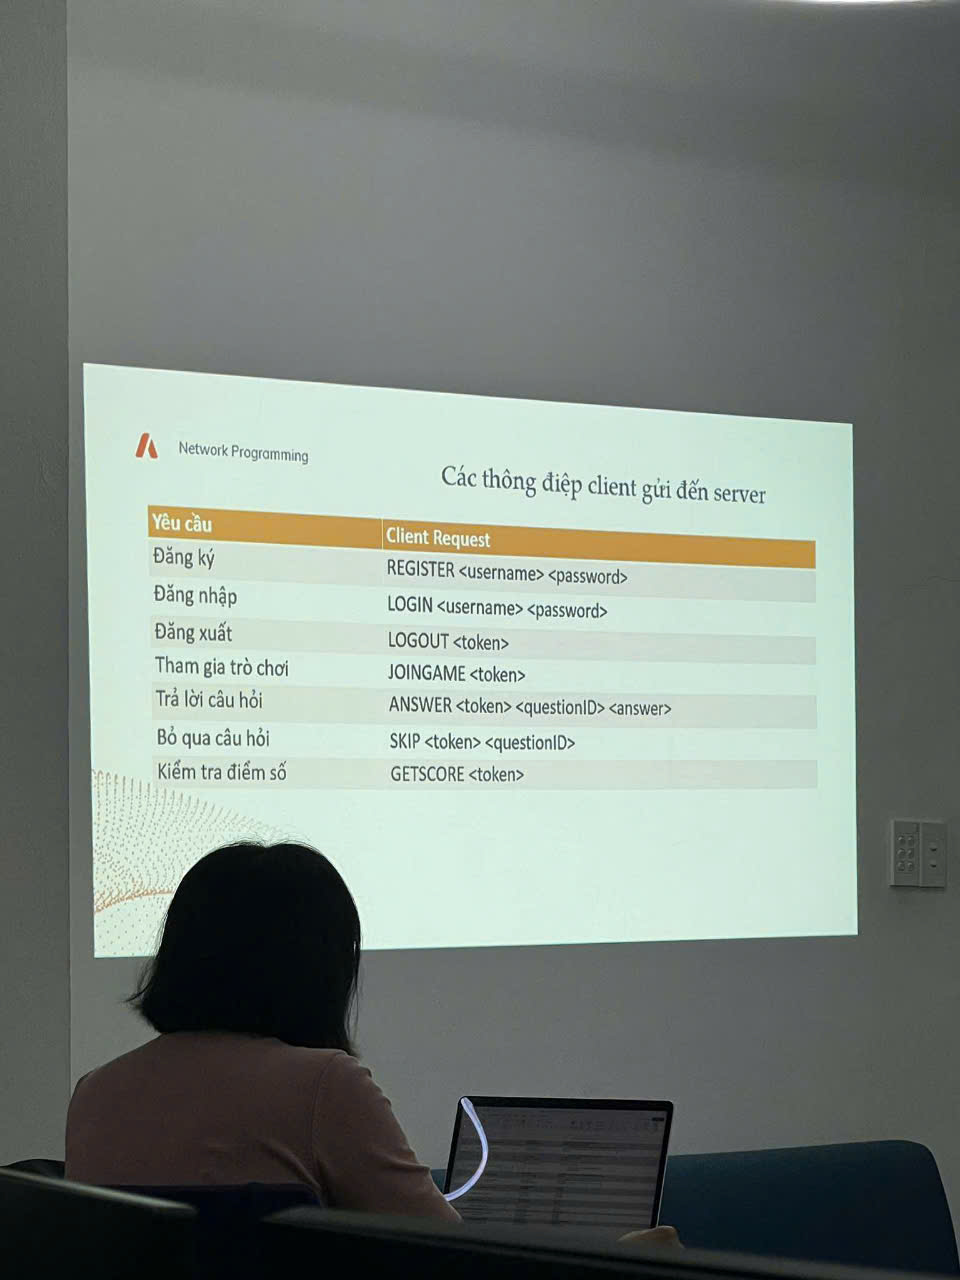 Network Programming
Các thông điệp client gửi đến server
Yêu cầu Client Request
Đăng ký REGISTER <username> <password>
Đăng nhập LOGIN <username> <password>
Đăng xuất LOGOUT <token>
Tham gia trò chơi JOINGAME <token>
Trả lời câu hỏi ANSWER <token> <questionID> <answer>
Bỏ qua câu hỏi SKIP <token> <questionID>
Kiểm tra điểm số GETSCORE <token>